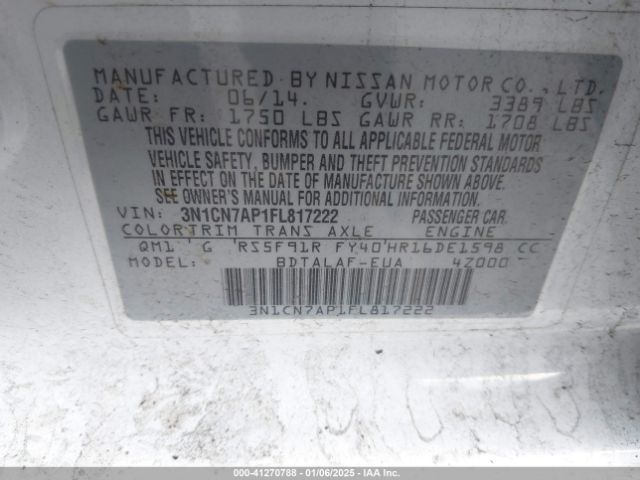 MANUFACTURED BY NISSAN MOTOR CO., LTD.
DATE: 06/14. GVWR: 3389 LBS
GAWR FR: 1750 LBS GAWR RR: 1708 LBS
THIS VEHICLE CONFORMS TO ALL APPLICABLE FEDERAL MOTOR
VEHICLE SAFETY, BUMPER AND THEFT PREVENTION STANDARDS
IN EFFECT ON THE DATE OF MANUFACTURE SHOWN ABOVE.
SEE OWNER'S MANUAL FOR ADDITIONAL INFORMATION.
VIN: 3N1CN7AP1FL817222 PASSENGER CAR.
COLOR TRIM TRANS AXLE ENGINE
QM1 G RS5F91R FY40 HR16DE1598 CC
MODEL: BDTALAF-EUA 4Z000
3N1CN7AP1FL817222
000-41270788 - 01/06/2025 - IAA Inc.